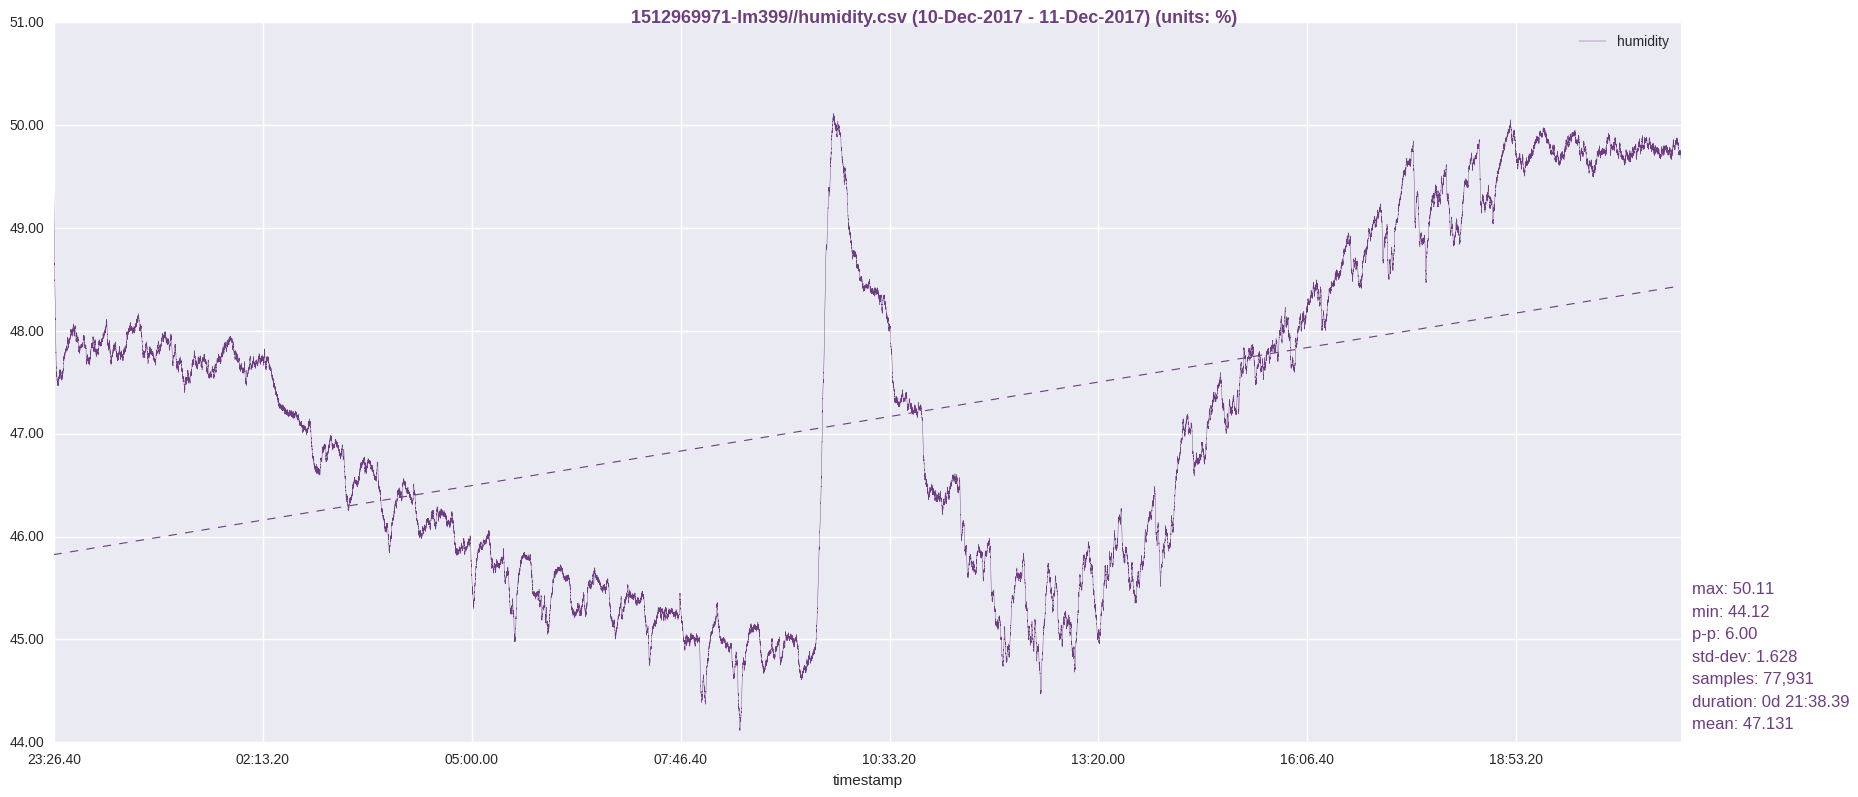 1512969971-lm399//humidity.csv (10-Dec-2017 - 11-Dec-2017) (units: %)
humidity
51.00
50.00
49.00
48.00
47.00
46.00
45.00
44.00
23:26.40 02:13.20 05:00.00 07:46.40 10:33.20 13:20.00 16:06.40 18:53.20
timestamp
max: 50.11
min: 44.12
p-p: 6.00
std-dev: 1.628
samples: 77,931
duration: 0d 21:38.39
mean: 47.131